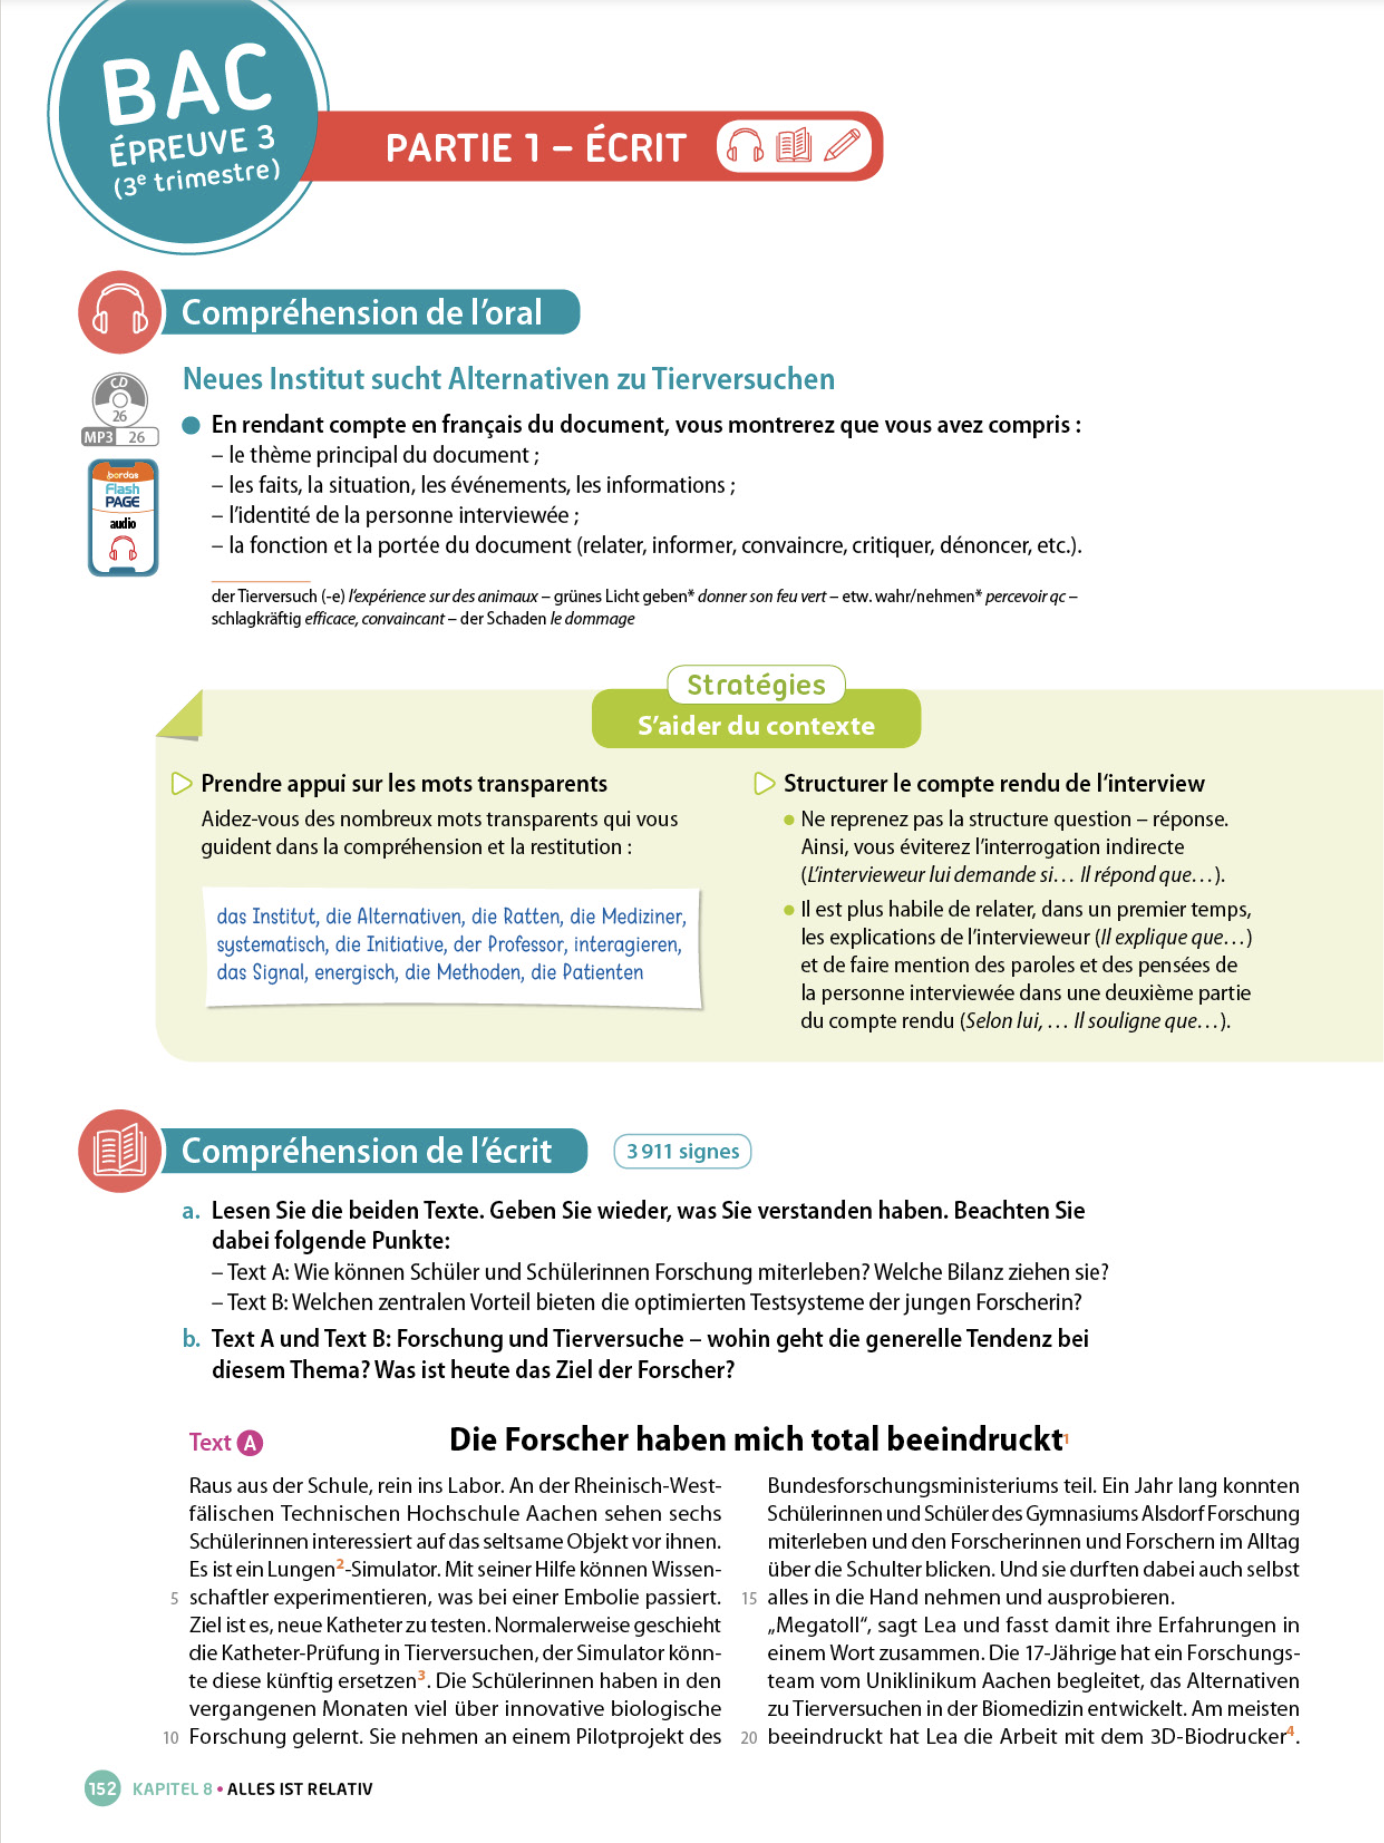 BAC
ÉPREUVE 3
(3e trimestre)
PARTIE 1 – ÉCRIT
Compréhension de l’oral
CD
26
MP3 26
bordas
Flash
PAGE
audio
Neues Institut sucht Alternativen zu Tierversuchen
En rendant compte en français du document, vous montrerez que vous avez compris :
– le thème principal du document ;
– les faits, la situation, les événements, les informations ;
– l’identité de la personne interviewée ;
– la fonction et la portée du document (relater, informer, convaincre, critiquer, dénoncer, etc.).
der Tierversuch (-e) l’expérience sur des animaux – grünes Licht geben* donner son feu vert – etw. wahr/nehmen* percevoir qc –
schlagkräftig efficace, convaincant – der Schaden le dommage
Stratégies
S’aider du contexte
Prendre appui sur les mots transparents
Aidez-vous des nombreux mots transparents qui vous
guident dans la compréhension et la restitution :
das Institut, die Alternativen, die Ratten, die Mediziner,
systematisch, die Initiative, der Professor, interagieren,
das Signal, energisch, die Methoden, die Patienten
Structurer le compte rendu de l’interview
Ne reprenez pas la structure question – réponse.
Ainsi, vous éviterez l’interrogation indirecte
(L’intervieweur lui demande si… Il répond que…).
Il est plus habile de relater, dans un premier temps,
les explications de l’intervieweur (Il explique que…)
et de faire mention des paroles et des pensées de
la personne interviewée dans une deuxième partie
du compte rendu (Selon lui, … Il souligne que…).
Compréhension de l’écrit
3 911 signes
a. Lesen Sie die beiden Texte. Geben Sie wieder, was Sie verstanden haben. Beachten Sie
dabei folgende Punkte:
– Text A: Wie können Schüler und Schülerinnen Forschung miterleben? Welche Bilanz ziehen sie?
– Text B: Welchen zentralen Vorteil bieten die optimierten Testsysteme der jungen Forscherin?
b. Text A und Text B: Forschung und Tierversuche – wohin geht die generelle Tendenz bei
diesem Thema? Was ist heute das Ziel der Forscher?
Text A
Die Forscher haben mich total beeindruckt1
Raus aus der Schule, rein ins Labor. An der Rheinisch-West-
fälischen Technischen Hochschule Aachen sehen sechs
Schülerinnen interessiert auf das seltsame Objekt vor ihnen.
Es ist ein Lungen2-Simulator. Mit seiner Hilfe können Wissen-
5 schaftler experimentieren, was bei einer Embolie passiert.
Ziel ist es, neue Katheter zu testen. Normalerweise geschieht
die Katheter-Prüfung in Tierversuchen, der Simulator könn-
te diese künftig ersetzen3. Die Schülerinnen haben in den
vergangenen Monaten viel über innovative biologische
10 Forschung gelernt. Sie nehmen an einem Pilotprojekt des
Bundesforschungsministeriums teil. Ein Jahr lang konnten
Schülerinnen und Schüler des Gymnasiums Alsdorf Forschung
miterleben und den Forscherinnen und Forschern im Alltag
über die Schulter blicken. Und sie durften dabei auch selbst
15 alles in die Hand nehmen und ausprobieren.
„Megatoll“, sagt Lea und fasst damit ihre Erfahrungen in
einem Wort zusammen. Die 17-Jährige hat ein Forschungs-
team vom Uniklinikum Aachen begleitet, das Alternativen
zu Tierversuchen in der Biomedizin entwickelt. Am meisten
20 beeindruckt hat Lea die Arbeit mit dem 3D-Biodrucker4.
152 KAPITEL 8 • ALLES IST RELATIV